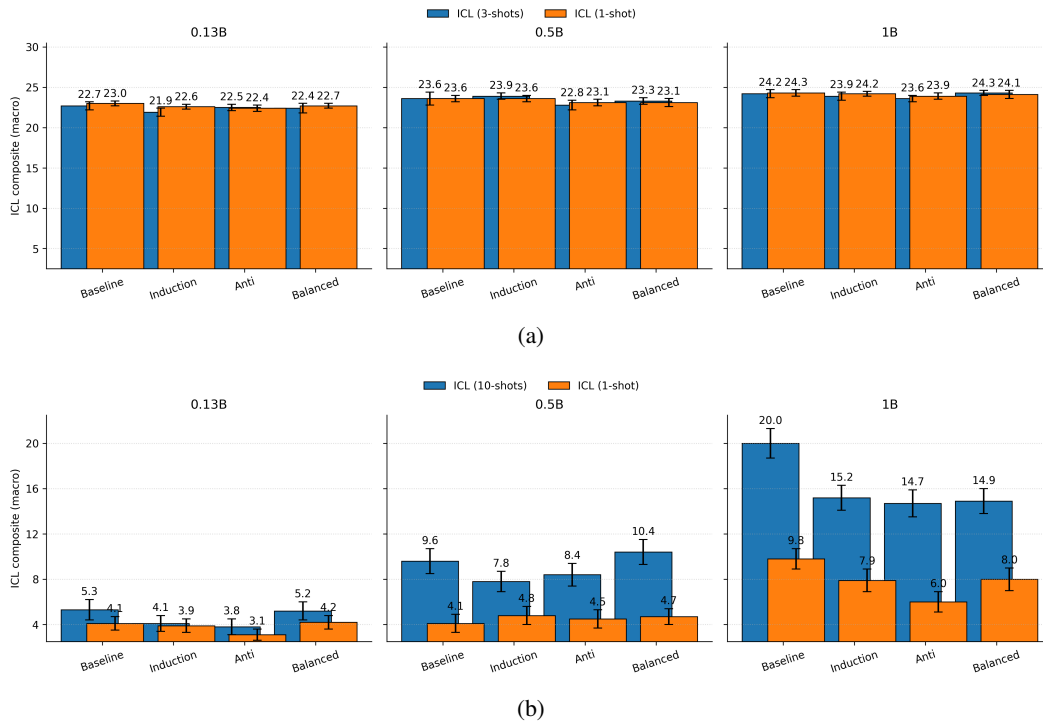 ICL (3-shots) ICL (1-shot)
0.13B 0.5B 1B
ICL composite (macro)
30
25
20
15
10
5
22.7 23.0 21.9 22.6 22.5 22.4 22.4 22.7
23.6 23.6 23.9 23.6 22.8 23.1 23.3 23.1
24.2 24.3 23.9 24.2 23.6 23.9 24.3 24.1
Baseline Induction Anti Balanced
Baseline Induction Anti Balanced
Baseline Induction Anti Balanced
(a)
ICL (10-shots) ICL (1-shot)
0.13B 0.5B 1B
ICL composite (macro)
20
16
12
8
4
5.3 4.1 4.1 3.9 3.8 3.1 5.2 4.2
9.6 4.1 7.8 4.8 8.4 4.5 10.4 4.7
20.0 9.8 15.2 7.9 14.7 6.0 14.9 8.0
Baseline Induction Anti Balanced
Baseline Induction Anti Balanced
Baseline Induction Anti Balanced
(b)